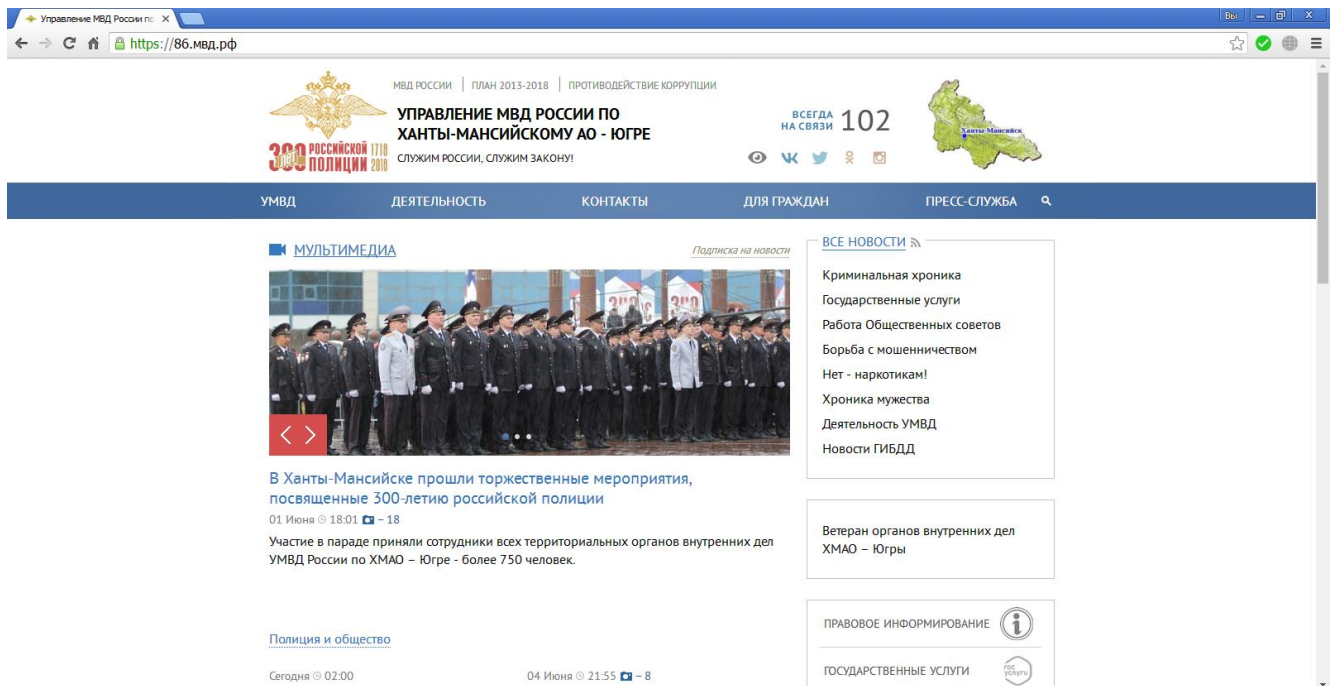 Управление МВД России по
Вы
https://86.мвд.рф
МВД РОССИИ
ПЛАН 2013-2018
ПРОТИВОДЕЙСТВИЕ КОРРУПЦИИ
УПРАВЛЕНИЕ МВД РОССИИ ПО
ХАНТЫ-МАНСИЙСКОМУ АО - ЮГРЕ
СЛУЖИМ РОССИИ, СЛУЖИМ ЗАКОНУ!
300 лет РОССИЙСКОЙ 1718
ПОЛИЦИИ 2018
ВСЕГДА
НА СВЯЗИ 102
Ханты-Мансийск
УМВД
ДЕЯТЕЛЬНОСТЬ
КОНТАКТЫ
ДЛЯ ГРАЖДАН
ПРЕСС-СЛУЖБА
МУЛЬТИМЕДИА
Подписка на новости
В Ханты-Мансийске прошли торжественные мероприятия,
посвященные 300-летию российской полиции
01 Июня 18:01 – 18
Участие в параде приняли сотрудники всех территориальных органов внутренних дел
УМВД России по ХМАО – Югре - более 750 человек.
Полиция и общество
Сегодня 02:00
04 Июня 21:55 – 8
ВСЕ НОВОСТИ
Криминальная хроника
Государственные услуги
Работа Общественных советов
Борьба с мошенничеством
Нет - наркотикам!
Хроника мужества
Деятельность УМВД
Новости ГИБДД
Ветеран органов внутренних дел
ХМАО – Югры
ПРАВОВОЕ ИНФОРМИРОВАНИЕ
ГОСУДАРСТВЕННЫЕ УСЛУГИ
гос
услуги